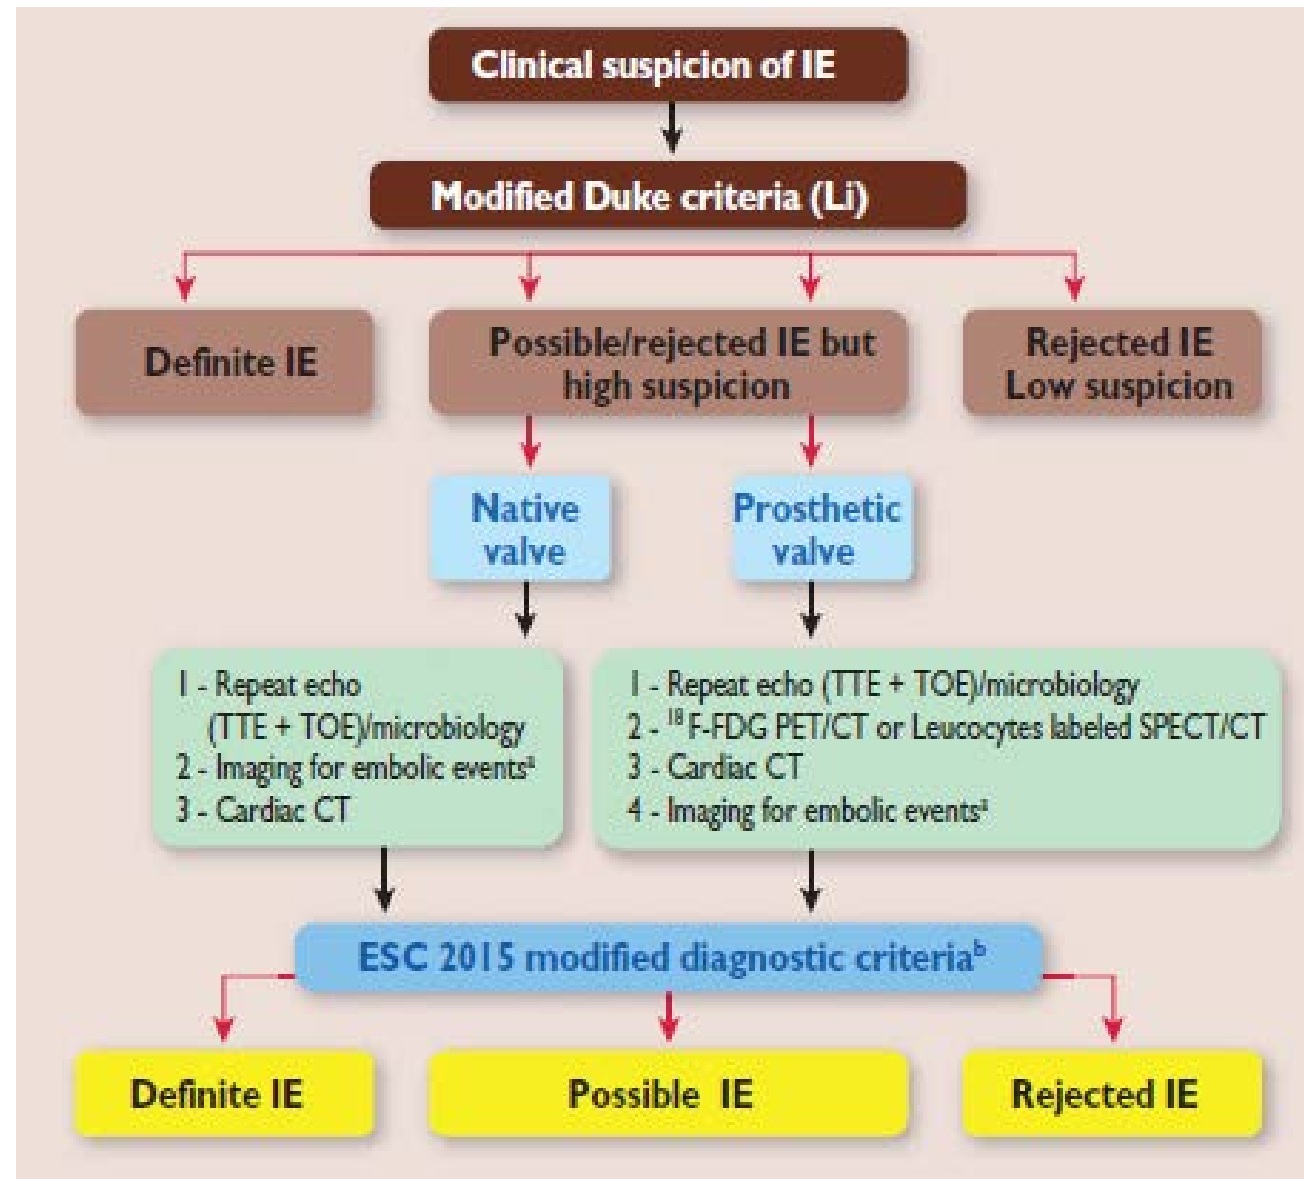 Clinical suspicion of IE
Modified Duke criteria (Li)
Definite IE
Possible/rejected IE but
high suspicion
Rejected IE
Low suspicion
Native
valve
Prosthetic
valve
1 - Repeat echo
(TTE + TOE)/microbiology
2 - Imaging for embolic eventsᵃ
3 - Cardiac CT
1 - Repeat echo (TTE + TOE)/microbiology
2 - ¹⁸F-FDG PET/CT or Leucocytes labeled SPECT/CT
3 - Cardiac CT
4 - Imaging for embolic eventsᵃ
ESC 2015 modified diagnostic criteriaᵇ
Definite IE
Possible IE
Rejected IE